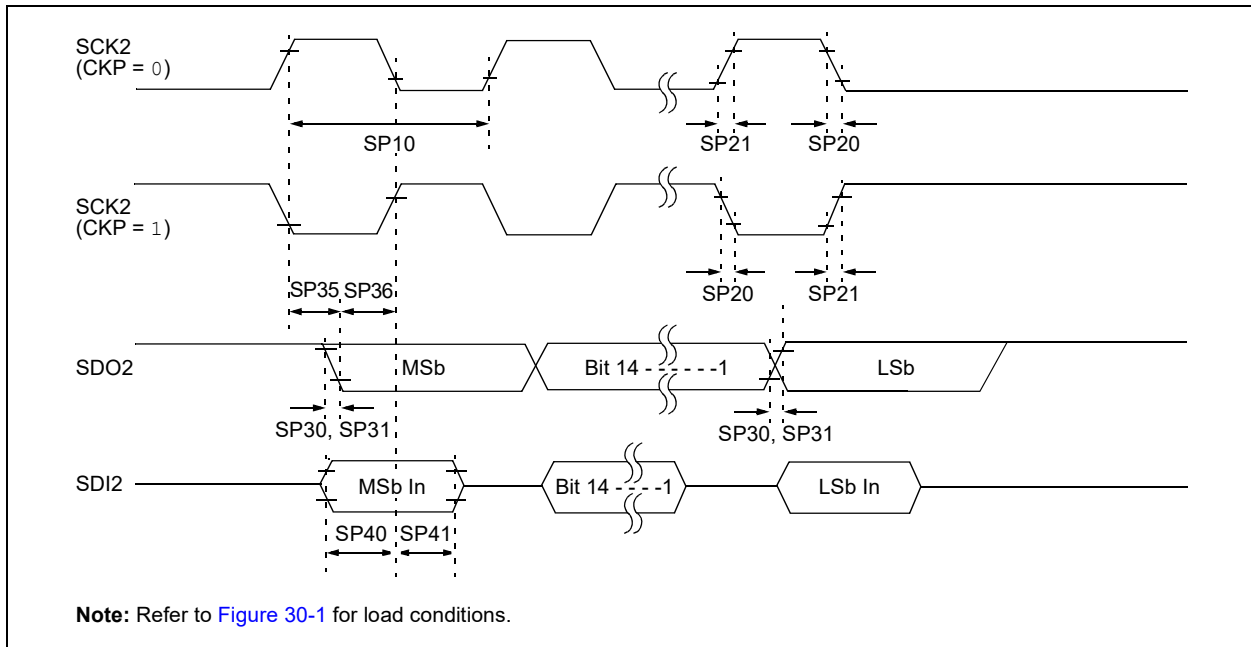 SCK2
(CKP = 0)
SP10
SP21
SP20
SCK2
(CKP = 1)
SP35
SP36
SP20
SP21
SDO2
MSb
Bit 14 - - - - - - -1
LSb
SP30, SP31
SP30, SP31
SDI2
MSb In
Bit 14 - - - - -1
LSb In
SP40
SP41
Note: Refer to Figure 30-1 for load conditions.